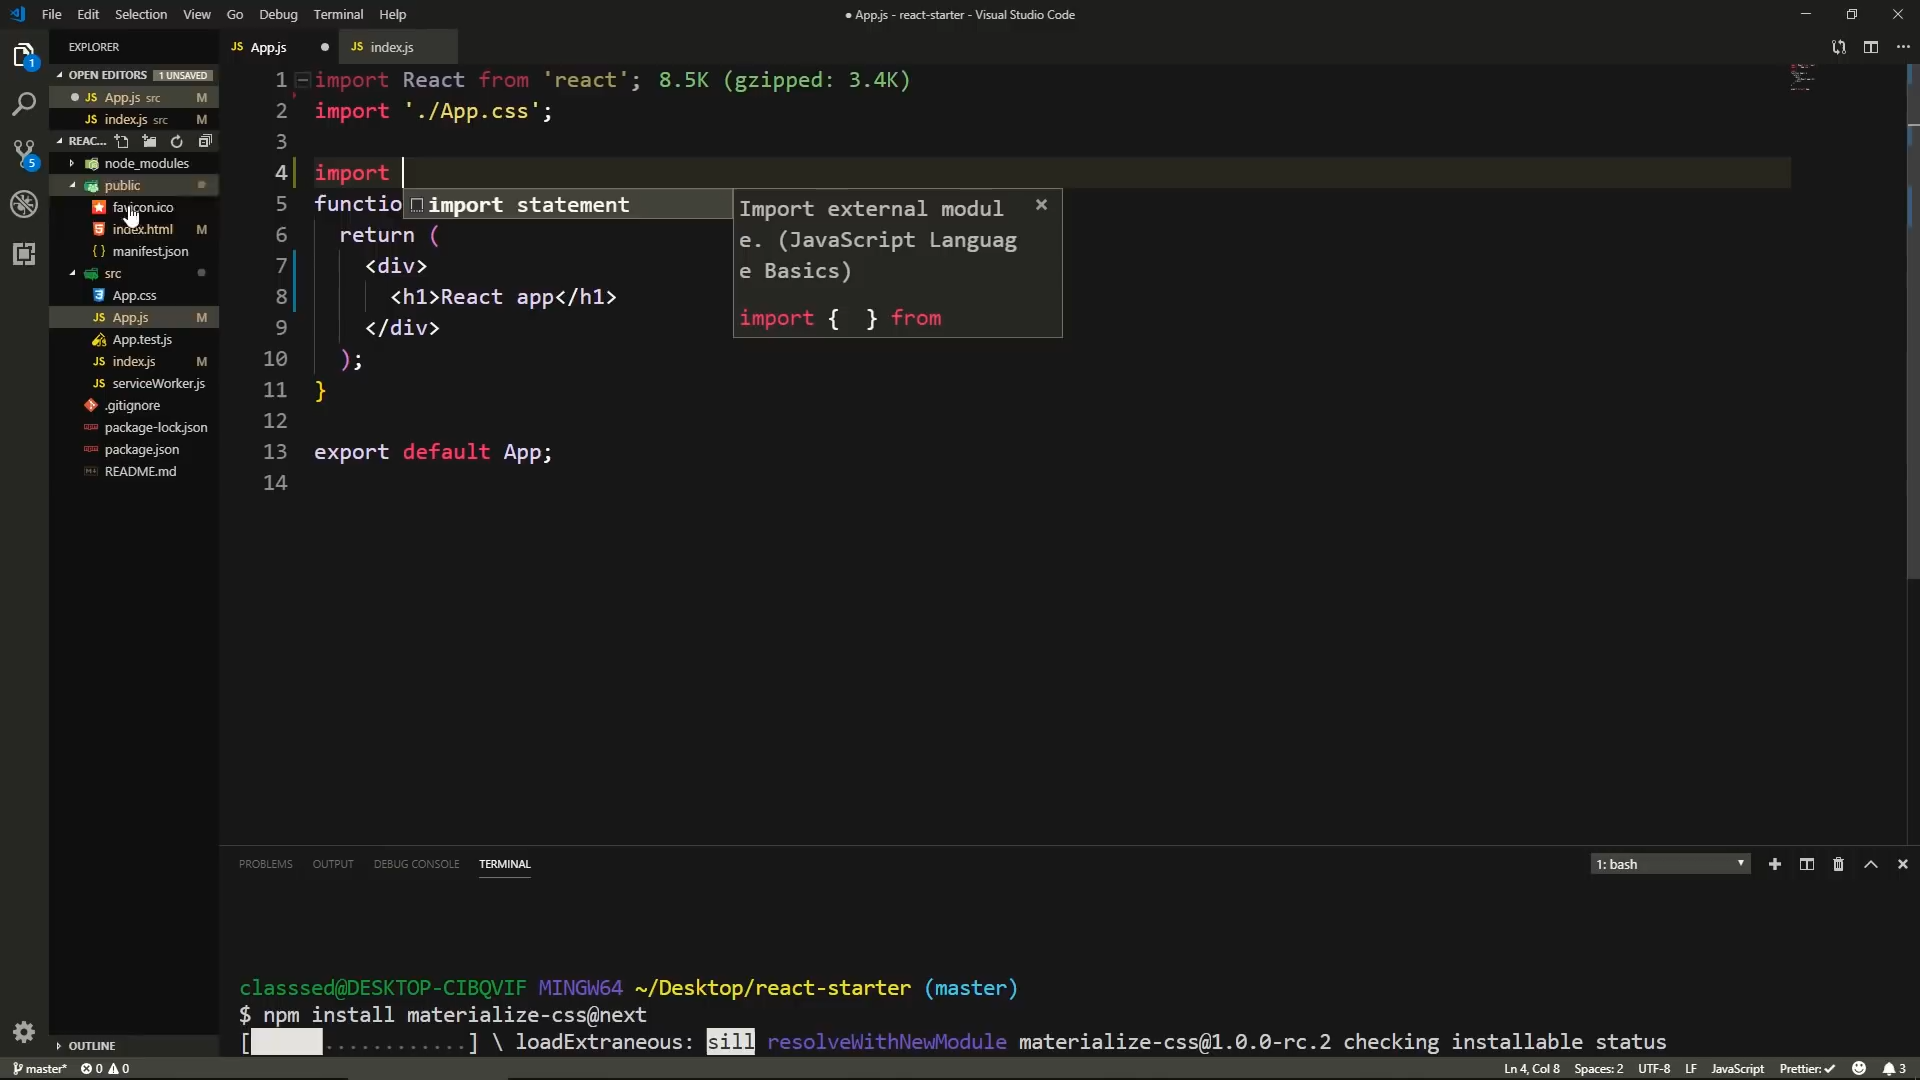 File Edit Selection View Go Debug Terminal Help
● App.js - react-starter - Visual Studio Code
EXPLORER
JS App.js
JS index.js
OPEN EDITORS 1 UNSAVED
JS App.js src M
JS index.js src M
REAC...
node_modules
public
favicon.ico
index.html M
{ } manifest.json
src
App.css
JS App.js M
App.test.js
JS index.js M
JS serviceWorker.js
.gitignore
package-lock.json
package.json
README.md
OUTLINE
1
5
1 import React from 'react'; 8.5K (gzipped: 3.4K)
2 import './App.css';
3
4 import
5 functio
6 return (
7 <div>
8 <h1>React app</h1>
9 </div>
10 );
11 }
12
13 export default App;
14
import statement
Import external modul
e. (JavaScript Languag
e Basics)
import { } from
PROBLEMS OUTPUT DEBUG CONSOLE TERMINAL
1: bash
classsed@DESKTOP-CIBQVIF MINGW64 ~/Desktop/react-starter (master)
$ npm install materialize-css@next
[ ............] \ loadExtraneous: sill resolveWithNewModule materialize-css@1.0.0-rc.2 checking installable status
master* 0 0
Ln 4, Col 8 Spaces: 2 UTF-8 LF JavaScript Prettier: ✓ 3